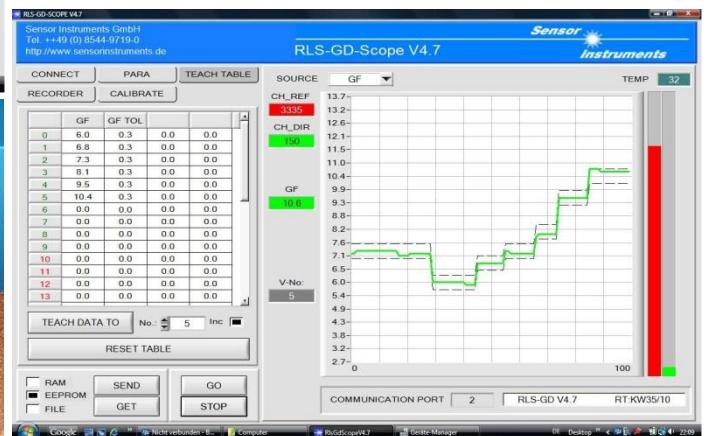 RLS-GD-SCOPE V4.7
Sensor Instruments GmbH
Tel. ++49 (0) 8544-9719-0
http://www.sensorinstruments.de
RLS-GD-Scope V4.7
Sensor
Instruments
CONNECT PARA TEACH TABLE
RECORDER CALIBRATE
GF GF TOL
0 6.0 0.3 0.0 0.0
1 6.8 0.3 0.0 0.0
2 7.3 0.3 0.0 0.0
3 8.1 0.3 0.0 0.0
4 9.5 0.3 0.0 0.0
5 10.4 0.3 0.0 0.0
6 0.0 0.0 0.0 0.0
7 0.0 0.0 0.0 0.0
8 0.0 0.0 0.0 0.0
9 0.0 0.0 0.0 0.0
10 0.0 0.0 0.0 0.0
11 0.0 0.0 0.0 0.0
12 0.0 0.0 0.0 0.0
13 0.0 0.0 0.0 0.0
TEACH DATA TO No.: 5 Inc
RESET TABLE
RAM
EEPROM
FILE
SEND GO
GET STOP
SOURCE GF TEMP 32
CH_REF
3335
CH_DIR
150
GF
10.6
V-No:
5
13.7
13.2
12.6
12.1
11.5
11.0
10.4
9.9
9.3
8.8
8.2
7.6
7.1
6.5
6.0
5.4
4.9
4.3
3.8
3.2
2.7
0 100
COMMUNICATION PORT 2 RLS-GD V4.7 RT:KW35/10
Google Nicht verbunden - B... Computer RlsGdScopeV4.7 Geräte-Manager DE Desktop 22:09